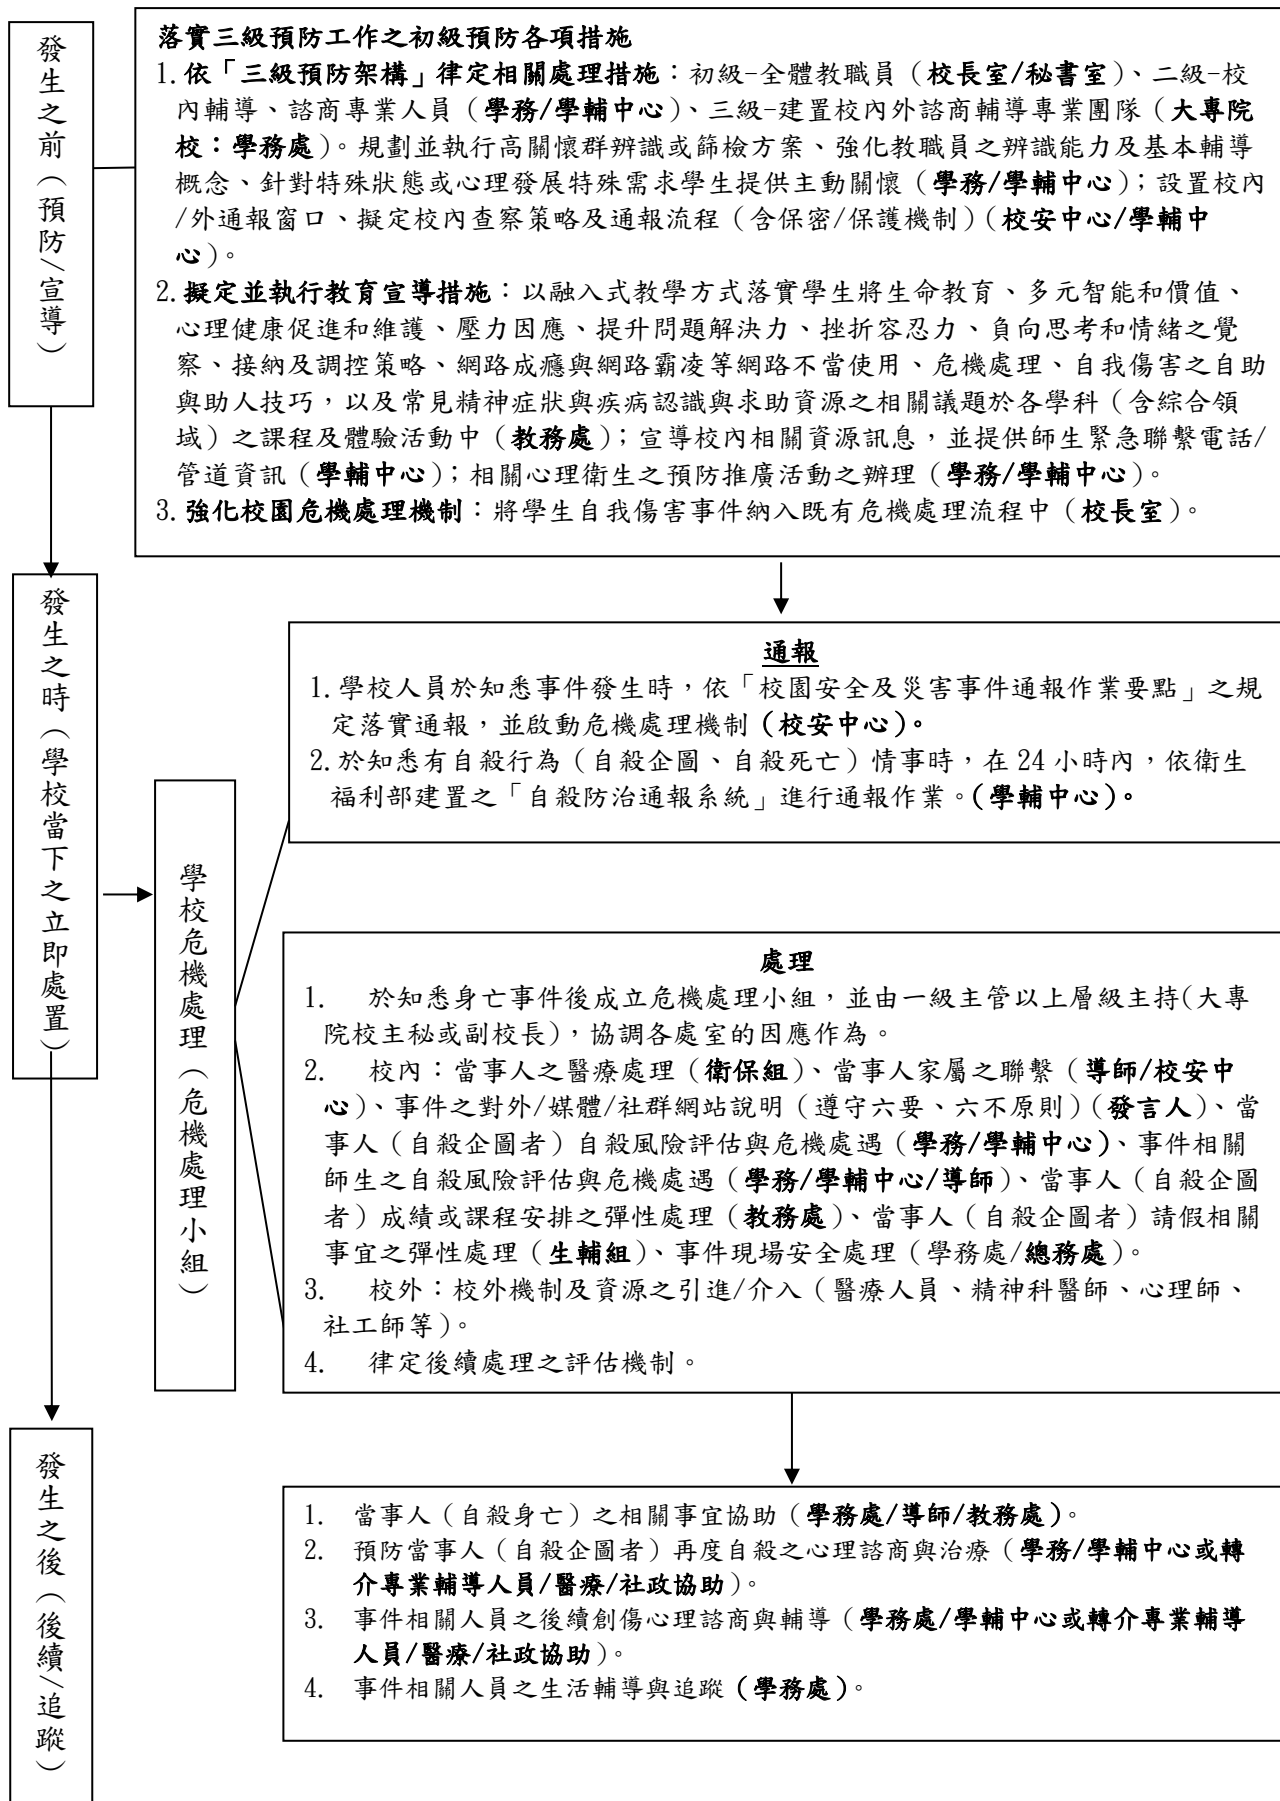 發生之前（預防/宣導）
落實三級預防工作之初級預防各項措施
1.依「三級預防架構」律定相關處理措施：初級-全體教職員（校長室/秘書室）、二級-校
內輔導、諮商專業人員（學務/學輔中心）、三級-建置校內外諮商輔導專業團隊（大專院
校：學務處）。規劃並執行高關懷群辨識或篩檢方案、強化教職員之辨識能力及基本輔導
概念、針對特殊狀態或心理發展特殊需求學生提供主動關懷（學務/學輔中心）；設置校內
/外通報窗口、擬定校內查察策略及通報流程（含保密/保護機制）（校安中心/學輔中
心）。
2.擬定並執行教育宣導措施：以融入式教學方式落實學生將生命教育、多元智能和價值、
心理健康促進和維護、壓力因應、提升問題解決力、挫折容忍力、負向思考和情緒之覺
察、接納及調控策略、網路成癮與網路霸凌等網路不當使用、危機處理、自我傷害之自助
與助人技巧，以及常見精神症狀與疾病認識與求助資源之相關議題於各學科（含綜合領
域）之課程及體驗活動中（教務處）；宣導校內相關資源訊息，並提供師生緊急聯繫電話/
管道資訊（學輔中心）；相關心理衛生之預防推廣活動之辦理（學務/學輔中心）。
3.強化校園危機處理機制：將學生自我傷害事件納入既有危機處理流程中（校長室）。
發生之時（學校當下之立即處置）
學校危機處理（危機處理小組）
通報
1.學校人員於知悉事件發生時，依「校園安全及災害事件通報作業要點」之規
定落實通報，並啟動危機處理機制（校安中心）。
2.於知悉有自殺行為（自殺企圖、自殺死亡）情事時，在 24 小時內，依衛生
福利部建置之「自殺防治通報系統」進行通報作業。（學輔中心）。
處理
1. 於知悉身亡事件後成立危機處理小組，並由一級主管以上層級主持(大專
院校主秘或副校長)，協調各處室的因應作為。
2. 校內：當事人之醫療處理（衛保組）、當事人家屬之聯繫（導師/校安中
心）、事件之對外/媒體/社群網站說明（遵守六要、六不原則）（發言人）、當
事人（自殺企圖者）自殺風險評估與危機處遇（學務/學輔中心）、事件相關
師生之自殺風險評估與危機處遇（學務/學輔中心/導師）、當事人（自殺企圖
者）成績或課程安排之彈性處理（教務處）、當事人（自殺企圖者）請假相關
事宜之彈性處理（生輔組）、事件現場安全處理（學務處/總務處）。
3. 校外：校外機制及資源之引進/介入（醫療人員、精神科醫師、心理師、
社工師等）。
4. 律定後續處理之評估機制。
發生之後（後續/追蹤）
1. 當事人（自殺身亡）之相關事宜協助（學務處/導師/教務處）。
2. 預防當事人（自殺企圖者）再度自殺之心理諮商與治療（學務/學輔中心或轉
介專業輔導人員/醫療/社政協助）。
3. 事件相關人員之後續創傷心理諮商與輔導（學務處/學輔中心或轉介專業輔導
人員/醫療/社政協助）。
4. 事件相關人員之生活輔導與追蹤（學務處）。